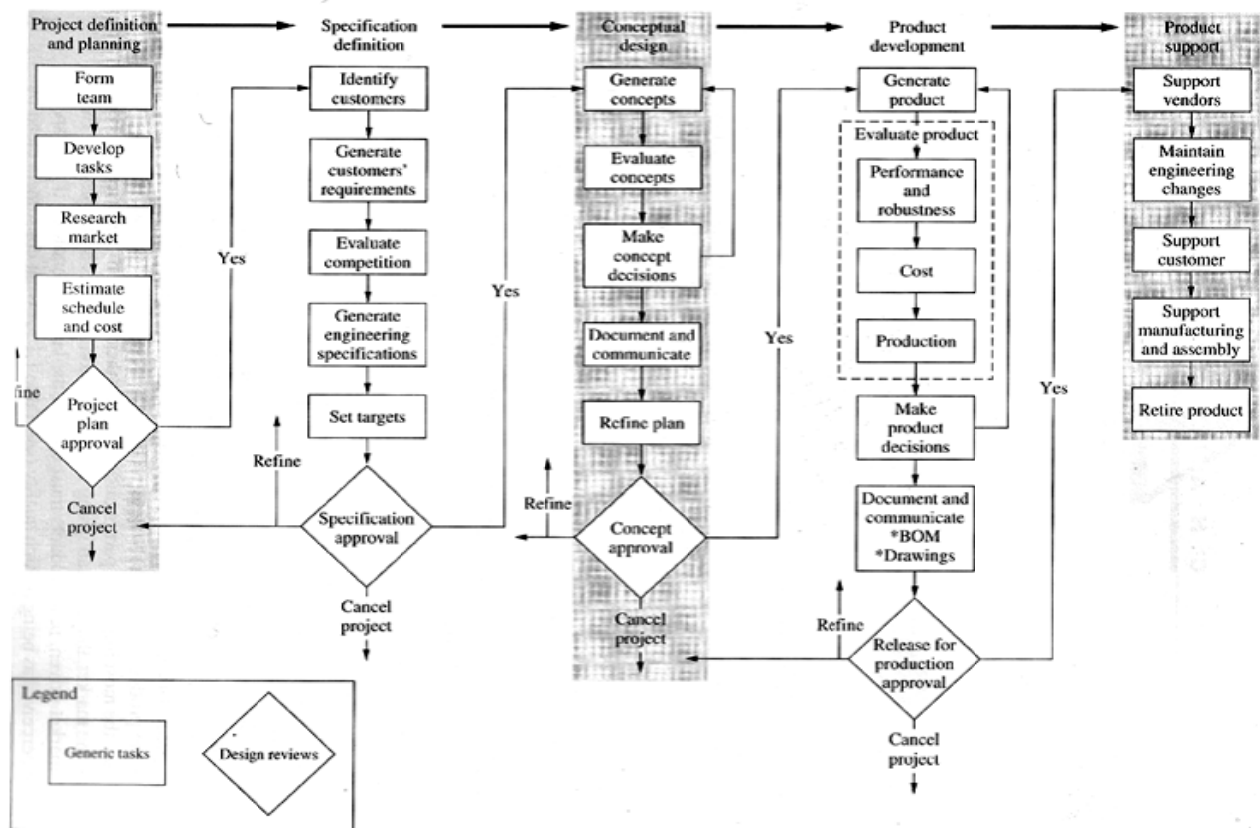 Project definition
and planning
Form
team
Develop
tasks
Research
market
Estimate
schedule
and cost
fine
Project
plan
approval
Cancel
project
Yes
Specification
definition
Identify
customers
Generate
customers'
requirements
Evaluate
competition
Generate
engineering
specifications
Set targets
Refine
Specification
approval
Cancel
project
Yes
Conceptual
design
Generate
concepts
Evaluate
concepts
Make
concept
decisions
Document and
communicate
Refine plan
Refine
Concept
approval
Cancel
project
Yes
Product
development
Generate
product
Evaluate product
Performance
and
robustness
Cost
Production
Make
product
decisions
Document and
communicate
*BOM
*Drawings
Refine
Release for
production
approval
Cancel
project
Yes
Product
support
Support
vendors
Maintain
engineering
changes
Support
customer
Support
manufacturing
and assembly
Retire product
Legend
Generic tasks
Design reviews